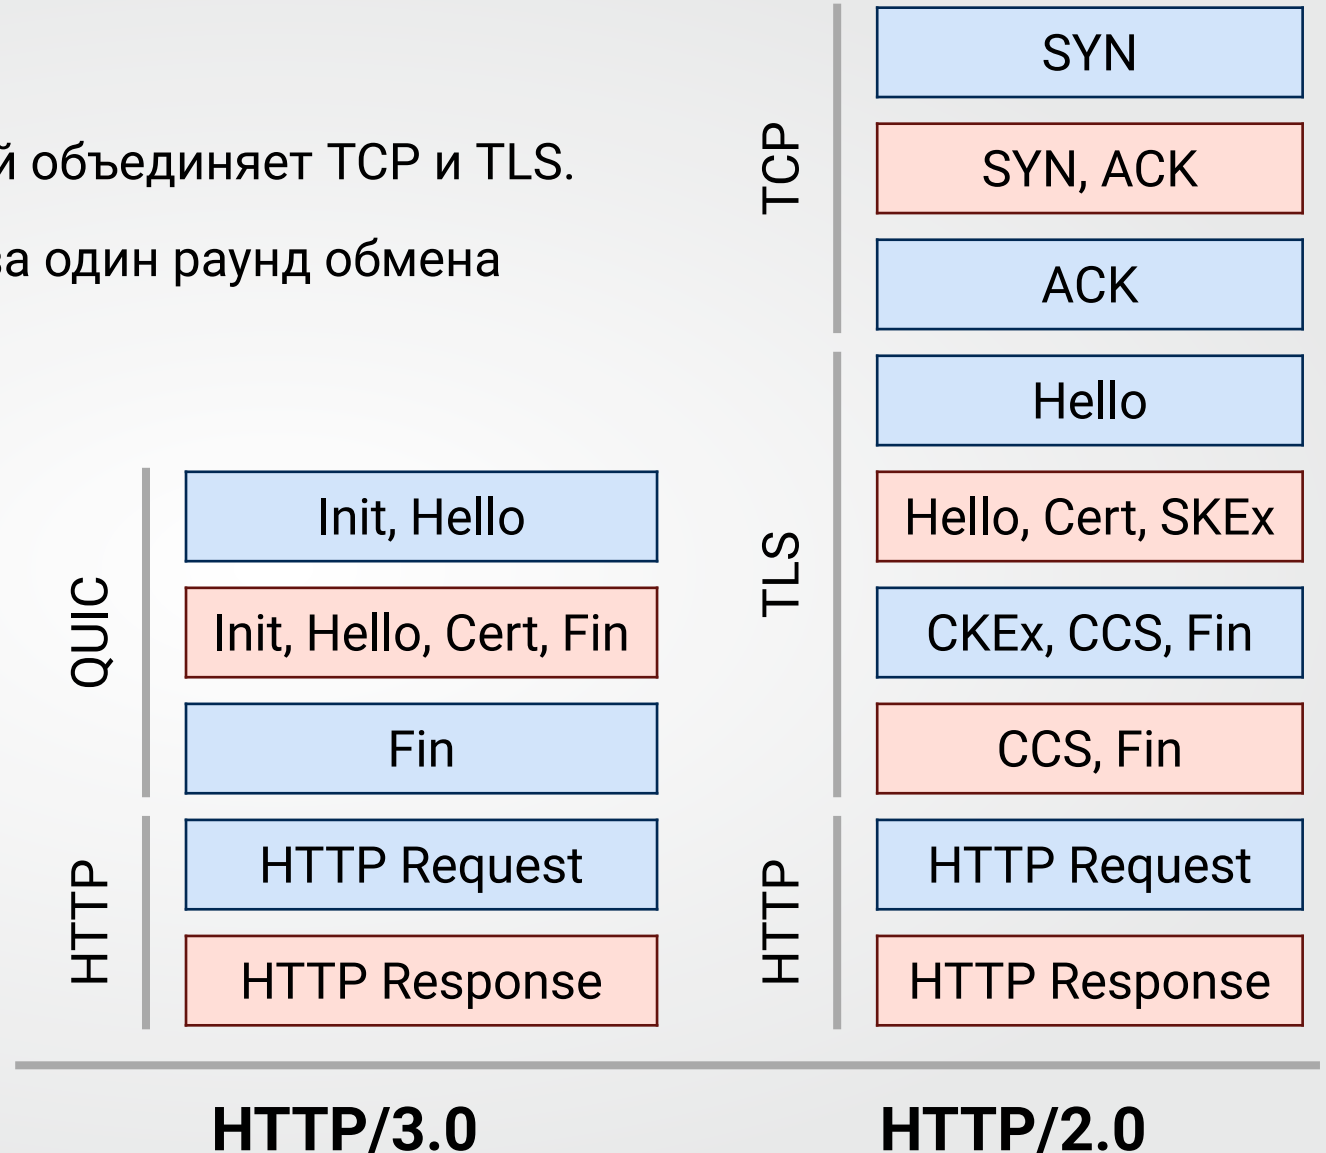 й объединяет TCP и TLS.
за один раунд обмена
QUIC
Init, Hello
Init, Hello, Cert, Fin
Fin
HTTP
HTTP Request
HTTP Response
HTTP/3.0
TCP
SYN
SYN, ACK
ACK
TLS
Hello
Hello, Cert, SKEx
CKEx, CCS, Fin
CCS, Fin
HTTP
HTTP Request
HTTP Response
HTTP/2.0